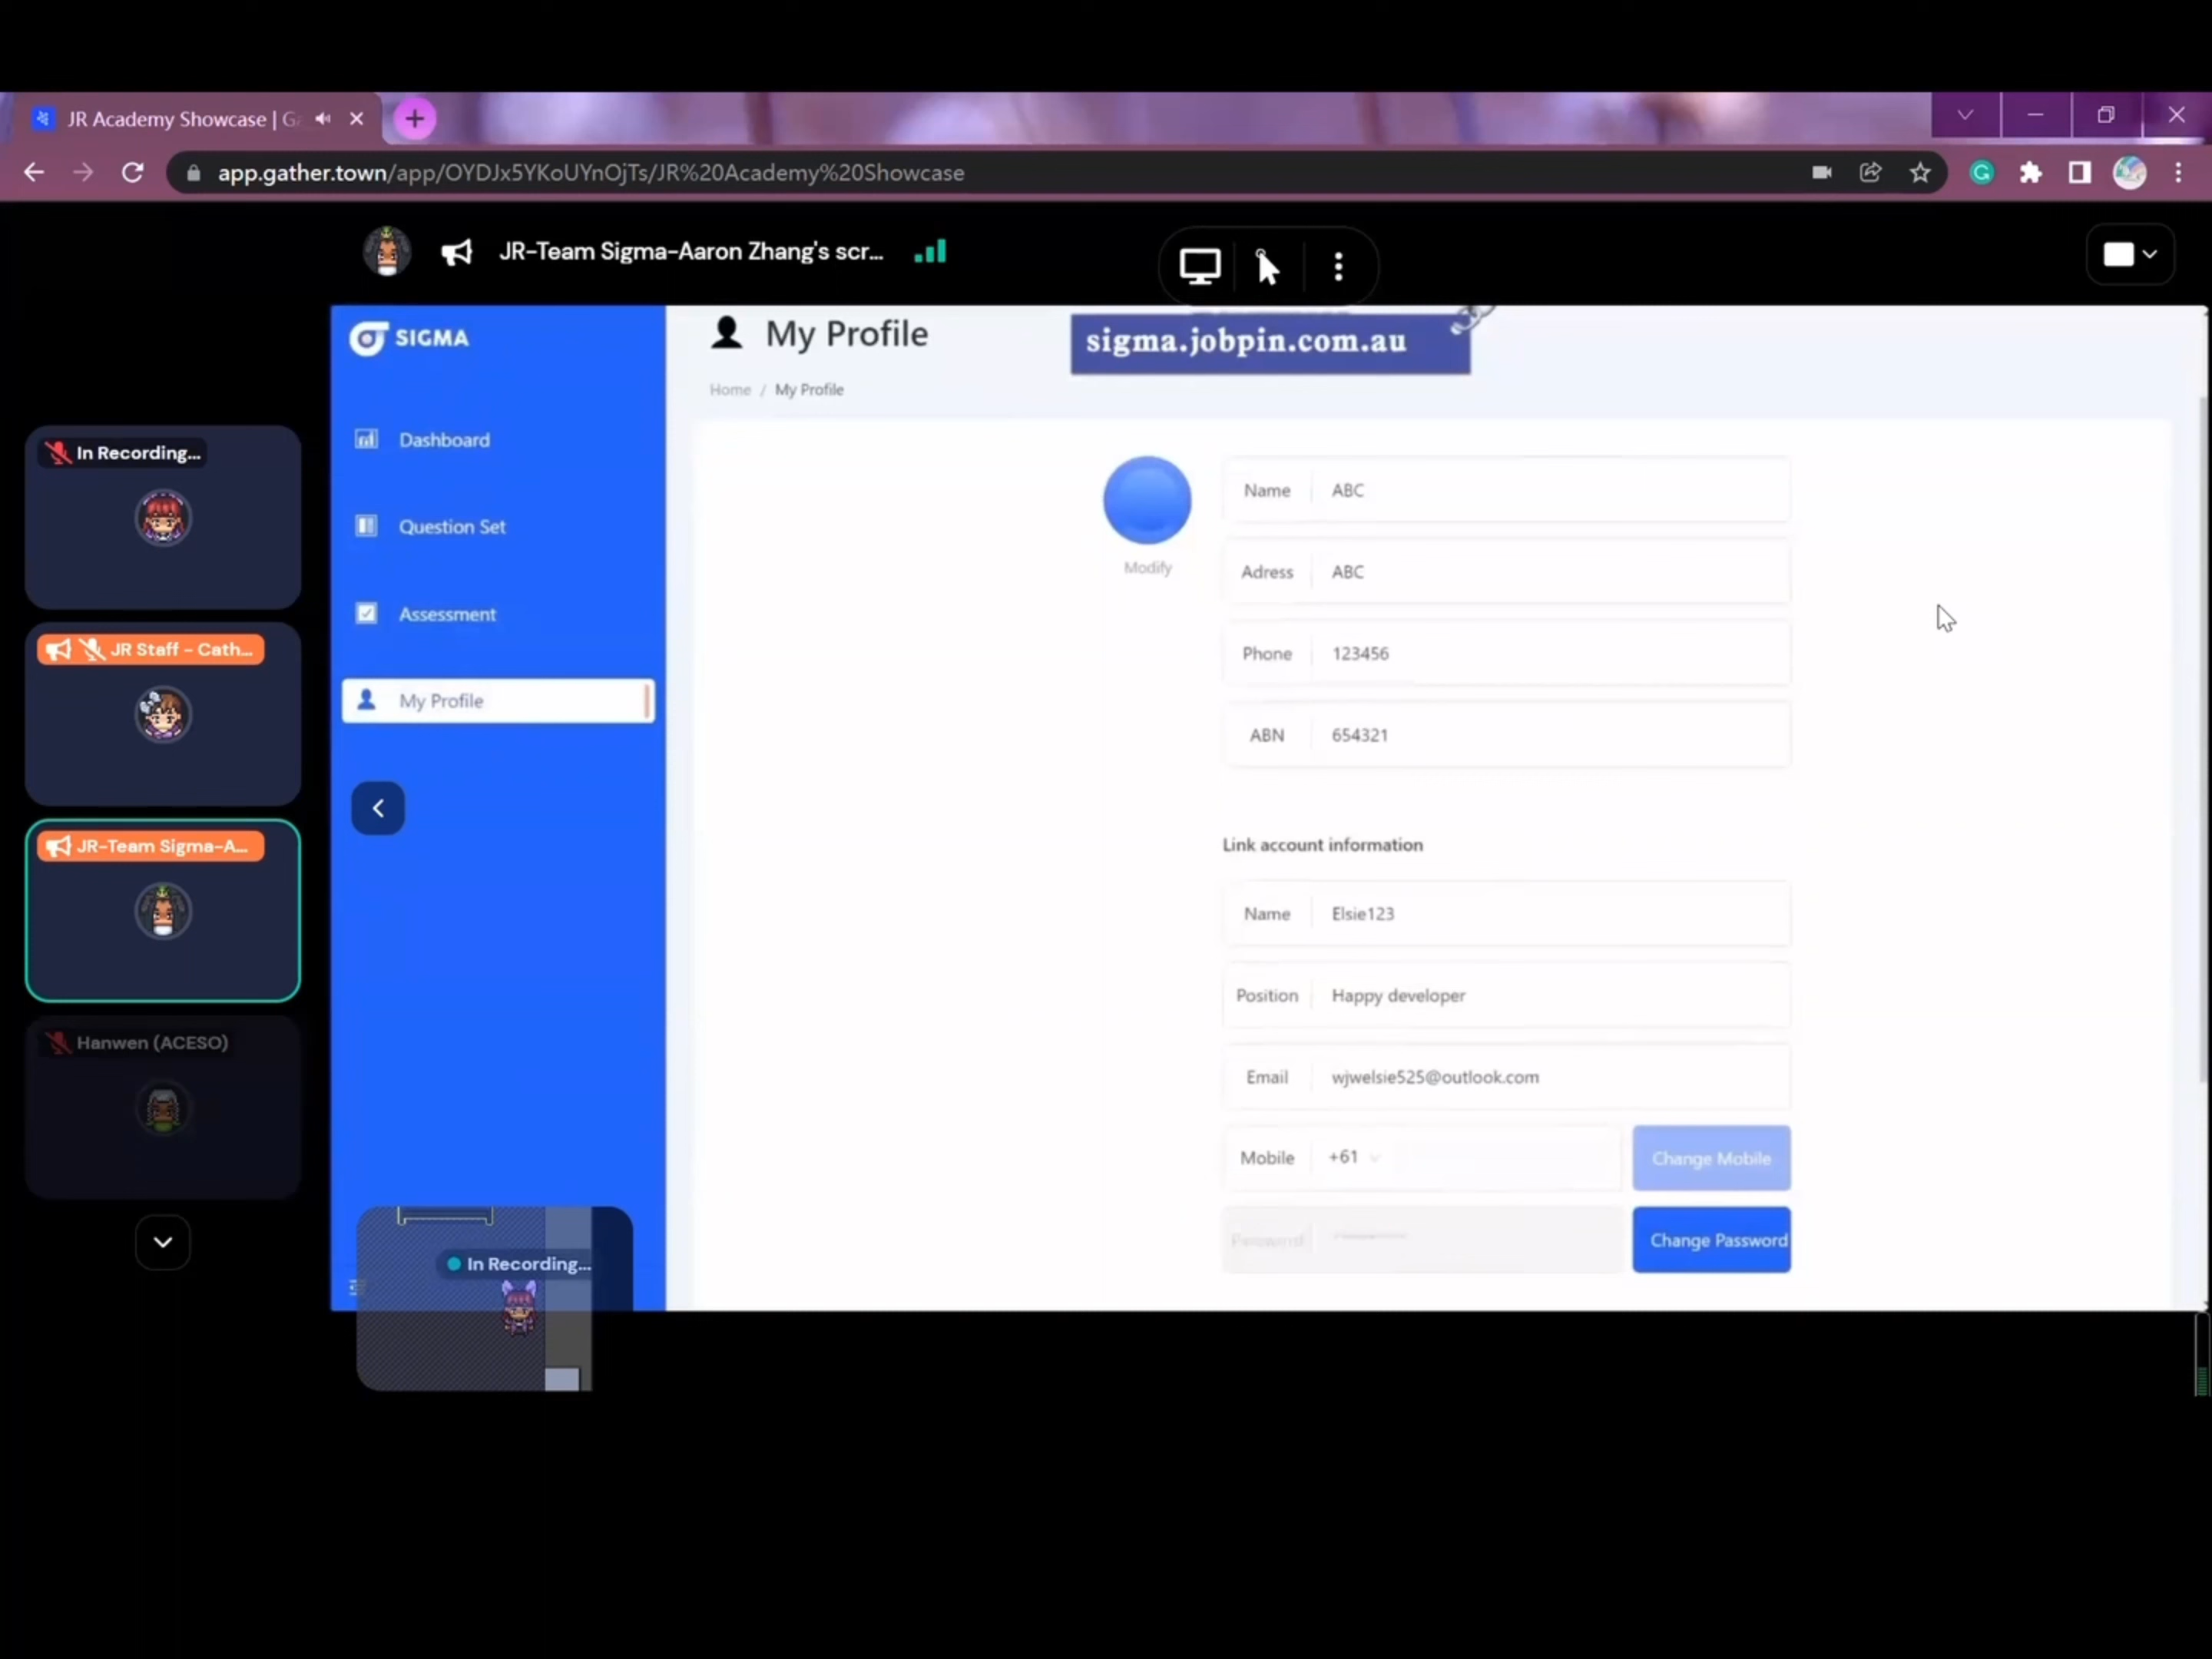 JR Academy Showcase | Ga
app.gather.town/app/OYDJx5YKoUYnOjTs/JR%20Academy%20Showcase
JR-Team Sigma-Aaron Zhang's scr...
In Recording...
JR Staff - Cath...
JR-Team Sigma-A...
Hanwen (ACESO)
SIGMA
Dashboard
Question Set
Assessment
My Profile
In Recording...
My Profile
sigma.jobpin.com.au
Home / My Profile
Modify
Name ABC
Adress ABC
Phone 123456
ABN 654321
Link account information
Name Elsie123
Position Happy developer
Email wjwelsie525@outlook.com
Mobile +61 Change Mobile
Password Change Password